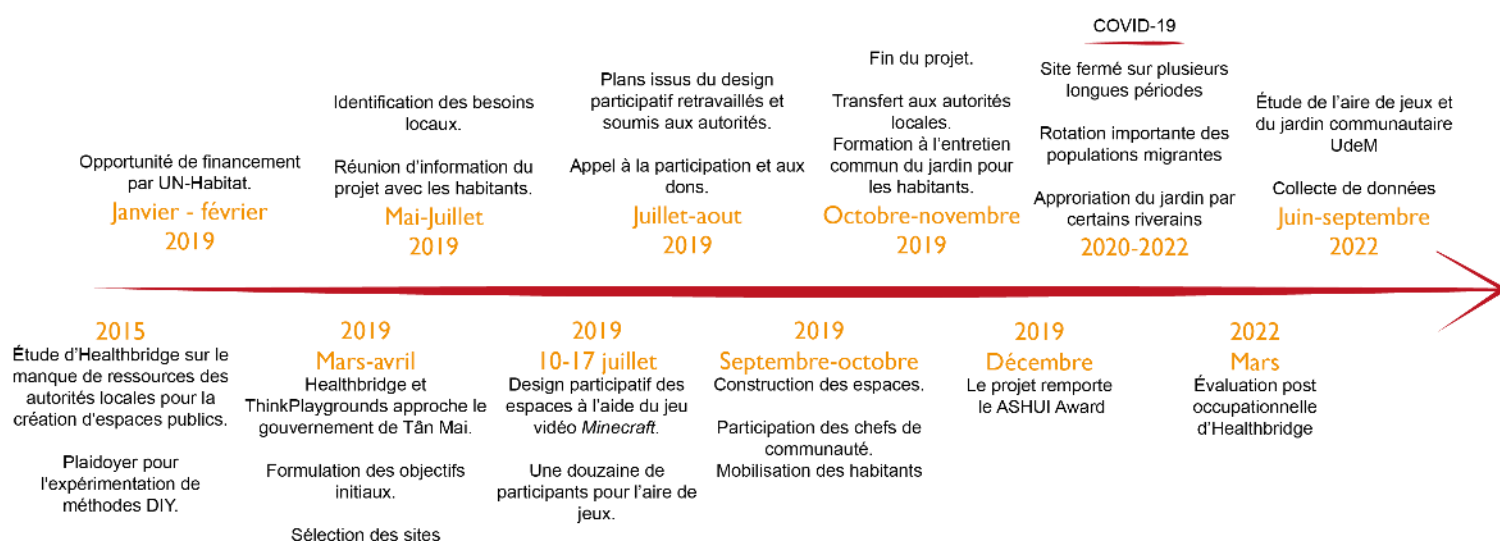 Opportunité de financement
par UN-Habitat.
Janvier - février
2019
Identification des besoins
locaux.
Réunion d'information du
projet avec les habitants.
Mai-Juillet
2019
Plans issus du design
participatif retravaillés et
soumis aux autorités.
Appel à la participation et aux
dons.
Juillet-aout
2019
Fin du projet.
Transfert aux autorités
locales.
Formation à l'entretien
commun du jardin pour
les habitants.
Octobre-novembre
2019
COVID-19
Site fermé sur plusieurs
longues périodes
Rotation importante des
populations migrantes
Approriation du jardin par
certains riverains
2020-2022
Étude de l'aire de jeux et
du jardin communautaire
UdeM
Collecte de données
Juin-septembre
2022
2015
Étude d'Healthbridge sur le
manque de ressources des
autorités locales pour la
création d'espaces publics.
Plaidoyer pour
l'expérimentation de
méthodes DIY.
2019
Mars-avril
Healthbridge et
ThinkPlaygrounds approche le
gouvernement de Tân Mai.
Formulation des objectifs
initiaux.
Sélection des sites
2019
10-17 juillet
Design participatif des
espaces à l'aide du jeu
vidéo Minecraft.
Une douzaine de
participants pour l'aire de
jeux.
2019
Septembre-octobre
Construction des espaces.
Participation des chefs de
communauté.
Mobilisation des habitants
2019
Décembre
Le projet remporte
le ASHUI Award
2022
Mars
Évaluation post
occupationnelle
d'Healthbridge